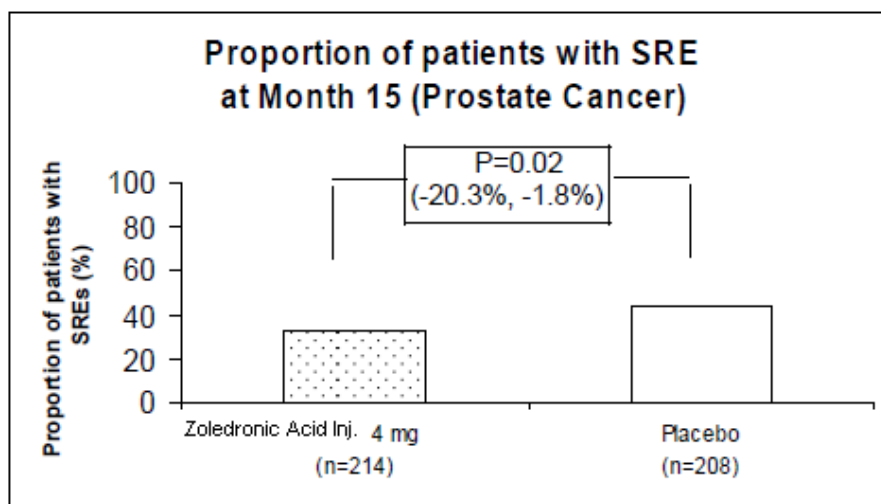 Proportion of patients with SRE
at Month 15 (Prostate Cancer)
P=0.02
(-20.3%, -1.8%)
Proportion of patients with
SREs (%)
100
80
60
40
20
0
Zoledronic Acid Inj. 4 mg
(n=214)
Placebo
(n=208)